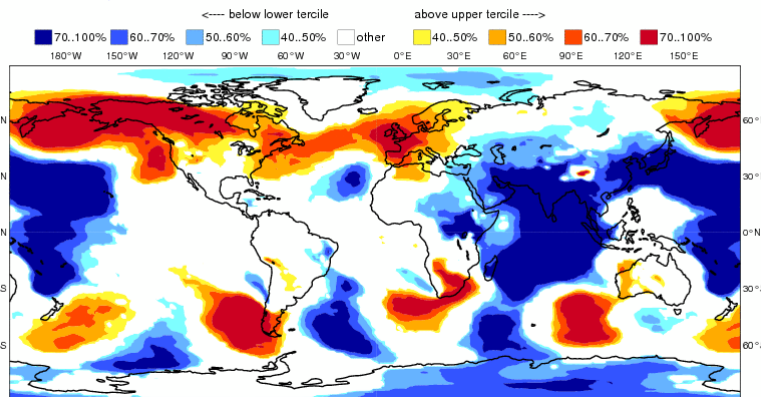 <---- below lower tercile above upper tercile ---->
70..100% 60..70% 50..60% 40..50% other 40..50% 50..60% 60..70% 70..100%
180°W 150°W 120°W 90°W 60°W 30°W 0°E 30°E 60°E 90°E 120°E 150°E
N 60°
N 30°
N 0°N
S 30°
S 60°